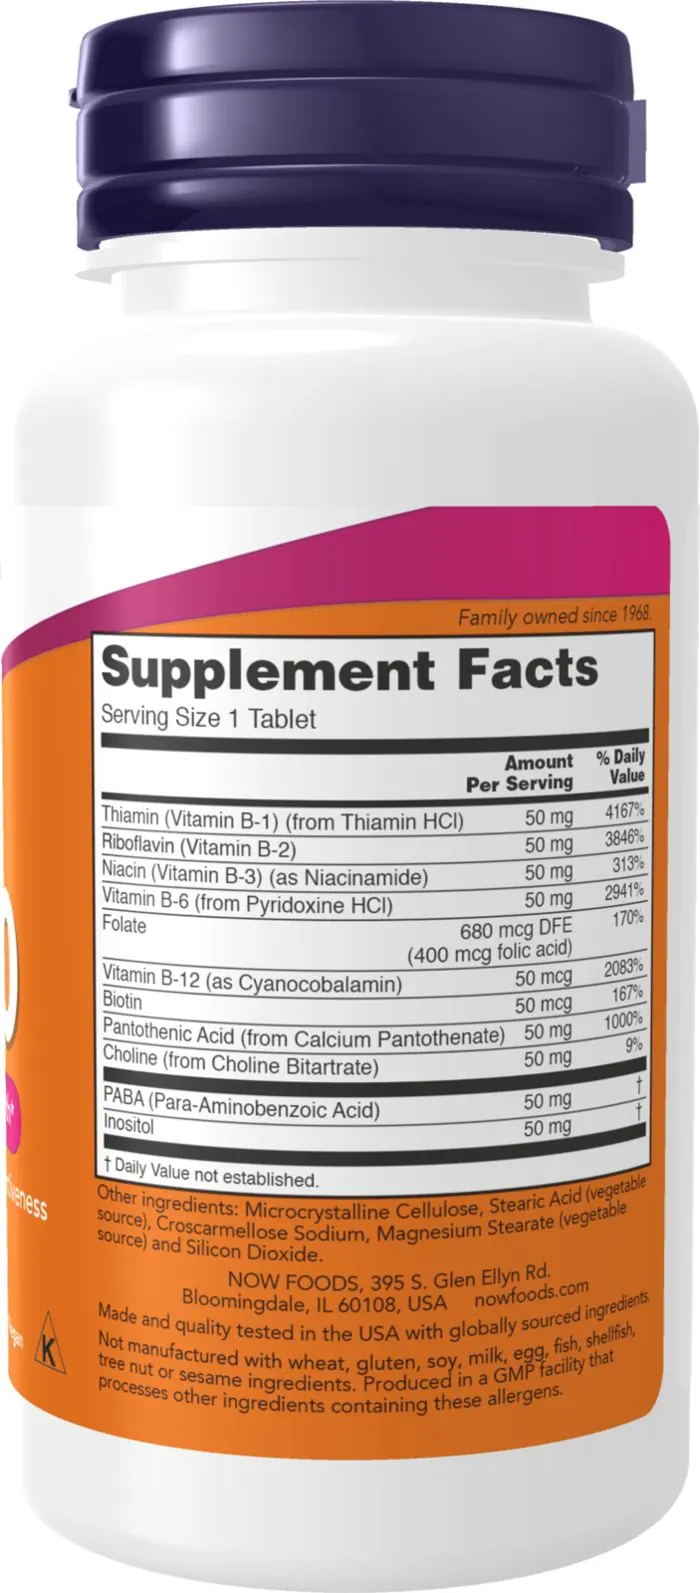 Family owned since 1968.
Supplement Facts
Serving Size 1 Tablet
Amount Per Serving % Daily Value
Thiamin (Vitamin B-1) (from Thiamin HCl) 50 mg 4167%
Riboflavin (Vitamin B-2) 50 mg 3846%
Niacin (Vitamin B-3) (as Niacinamide) 50 mg 313%
Vitamin B-6 (from Pyridoxine HCl) 50 mg 2941%
Folate 680 mcg DFE 170%
(400 mcg folic acid)
Vitamin B-12 (as Cyanocobalamin) 50 mcg 2083%
Biotin 50 mcg 167%
Pantothenic Acid (from Calcium Pantothenate) 50 mg 1000%
Choline (from Choline Bitartrate) 50 mg 9%
PABA (Para-Aminobenzoic Acid) 50 mg †
Inositol 50 mg †
† Daily Value not established.
Other ingredients: Microcrystalline Cellulose, Stearic Acid (vegetable
source), Croscarmellose Sodium, Magnesium Stearate (vegetable
source) and Silicon Dioxide.
NOW FOODS, 395 S. Glen Ellyn Rd.
Bloomingdale, IL 60108, USA nowfoods.com
Made and quality tested in the USA with globally sourced ingredients.
Not manufactured with wheat, gluten, soy, milk, egg, fish, shellfish,
tree nut or sesame ingredients. Produced in a GMP facility that
processes other ingredients containing these allergens.
K